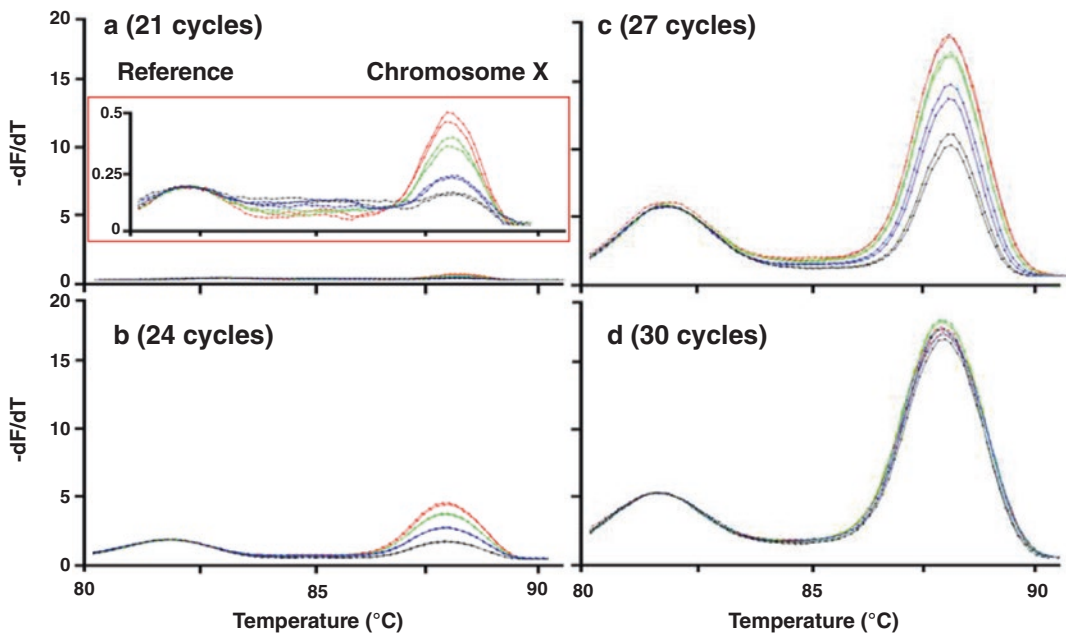 a (21 cycles)
Reference
Chromosome X
0.5
0.25
0
20
15
10
5
0
-dF/dT
b (24 cycles)
20
15
10
5
0
-dF/dT
80
85
90
Temperature (°C)
c (27 cycles)
d (30 cycles)
80
85
90
Temperature (°C)